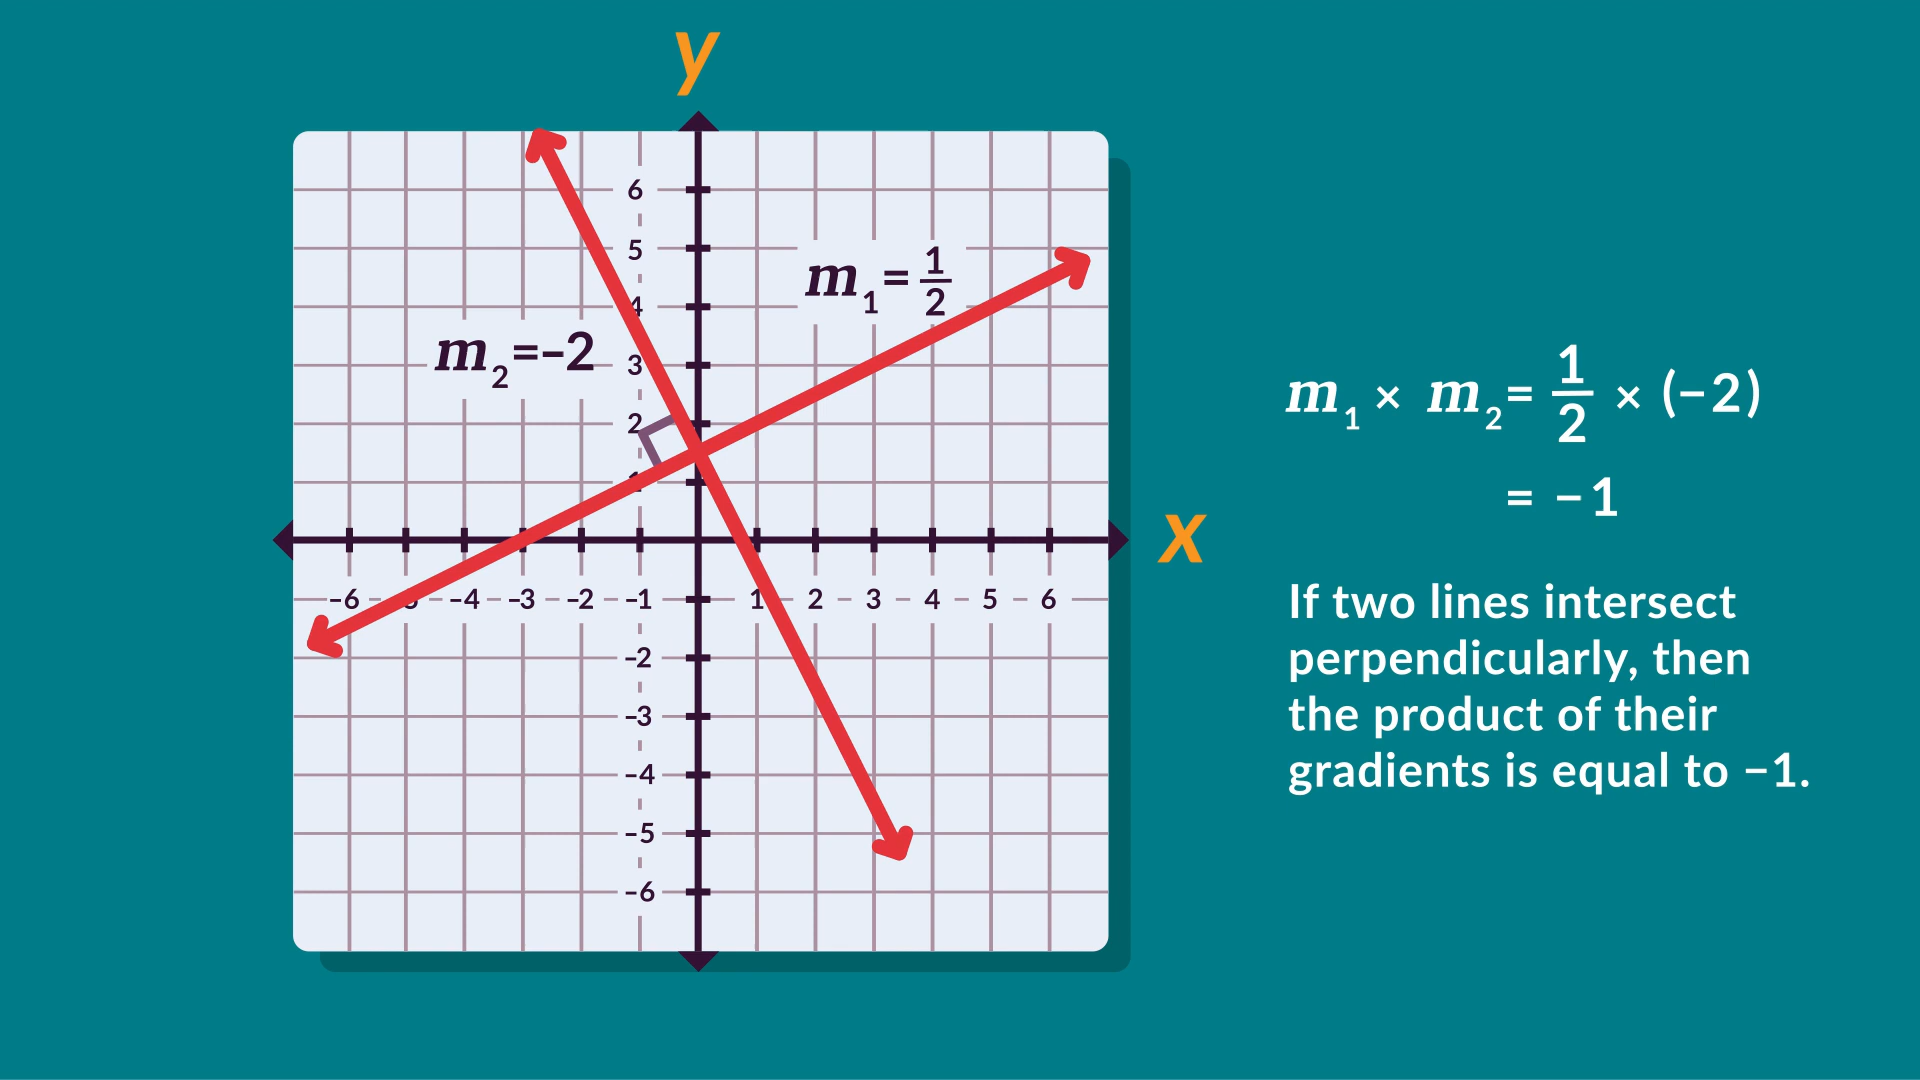 y
6
5
m₁=1/2
4
m₂=–2
3
2
1
x
–6 5 –4 –3 –2 –1 1 2 3 4 5 6
–2
–3
–4
–5
–6
m₁ × m₂= 1/2 × (–2)
= –1
If two lines intersect
perpendicularly, then
the product of their
gradients is equal to –1.